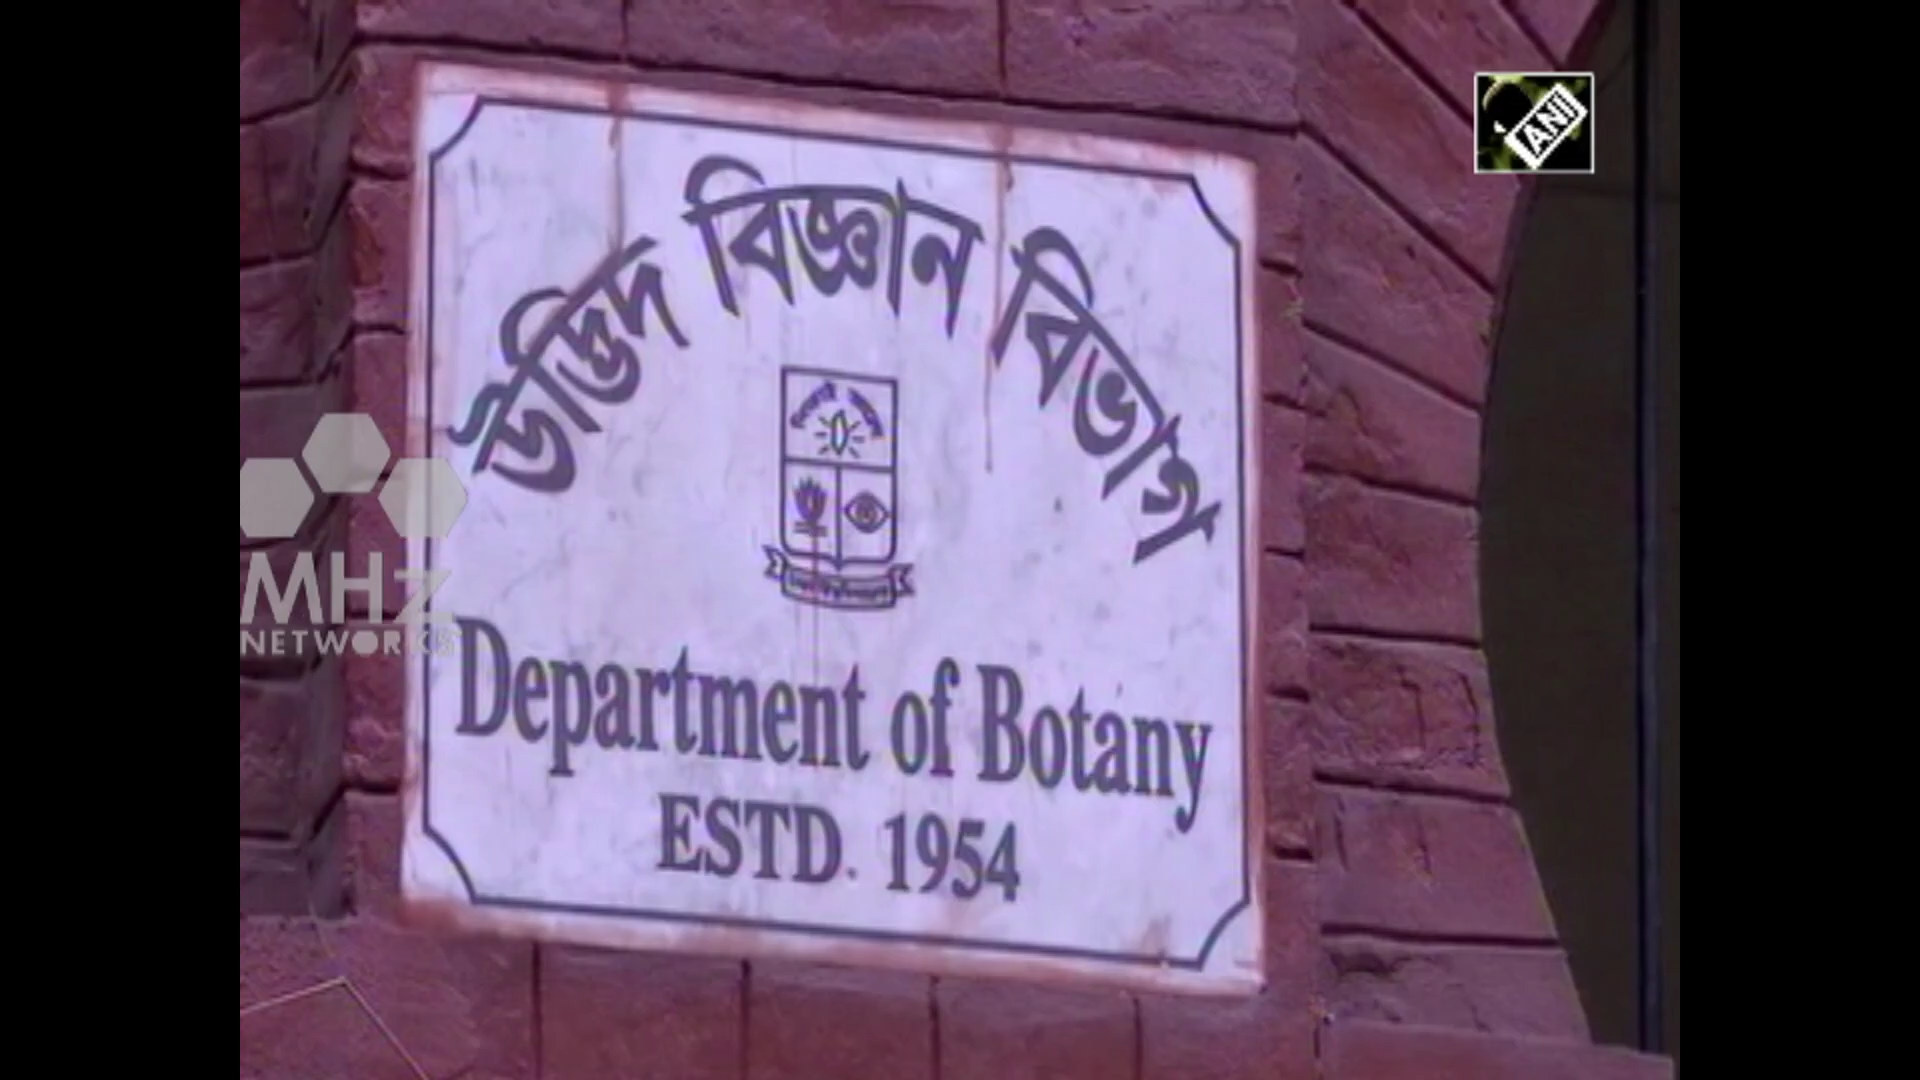 ANI
উদ্ভিদ বিজ্ঞান বিভাগ
MHz
NETWORKS
Department of Botany
ESTD. 1954